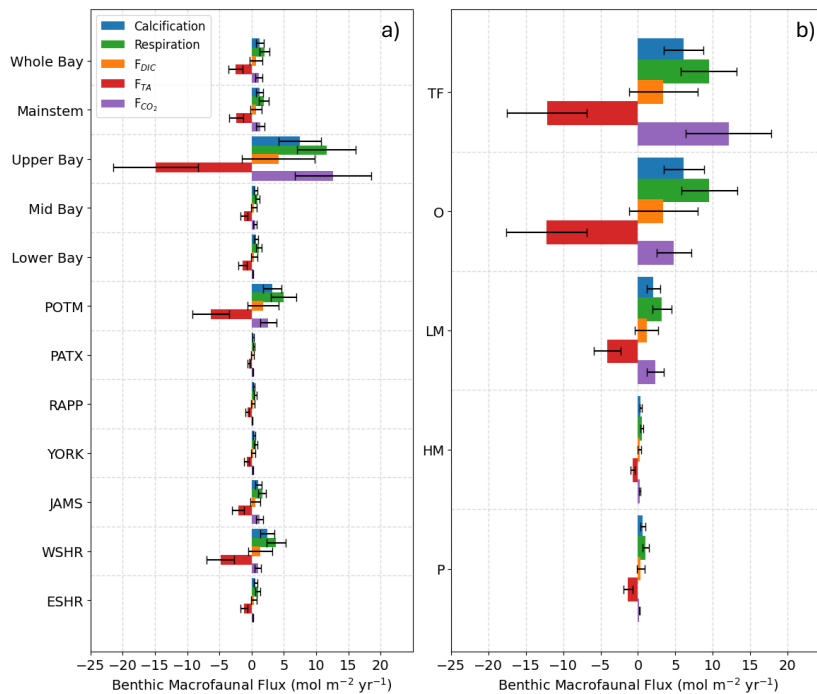 a)
Calcification
Respiration
F_DIC
F_TA
F_CO₂
Whole Bay
Mainstem
Upper Bay
Mid Bay
Lower Bay
POTM
PATX
RAPP
YORK
JAMS
WSHR
ESHR
-25 -20 -15 -10 -5 0 5 10 15 20 25
Benthic Macrofaunal Flux (mol m⁻² yr⁻¹)
b)
TF
O
LM
HM
P
-25 -20 -15 -10 -5 0 5 10 15 20
Benthic Macrofaunal Flux (mol m⁻² yr⁻¹)